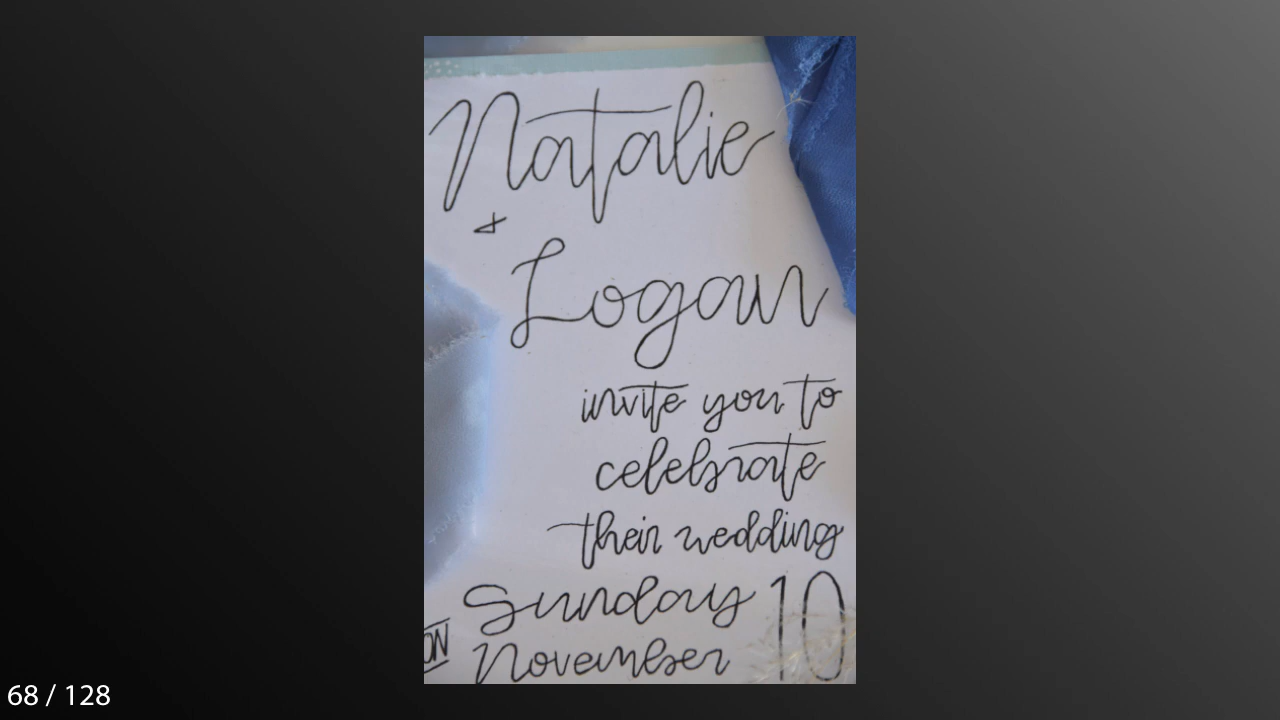 Natalie
+
Logan
invite you to
celebrate
their wedding
ON Sunday 10
November
68 / 128